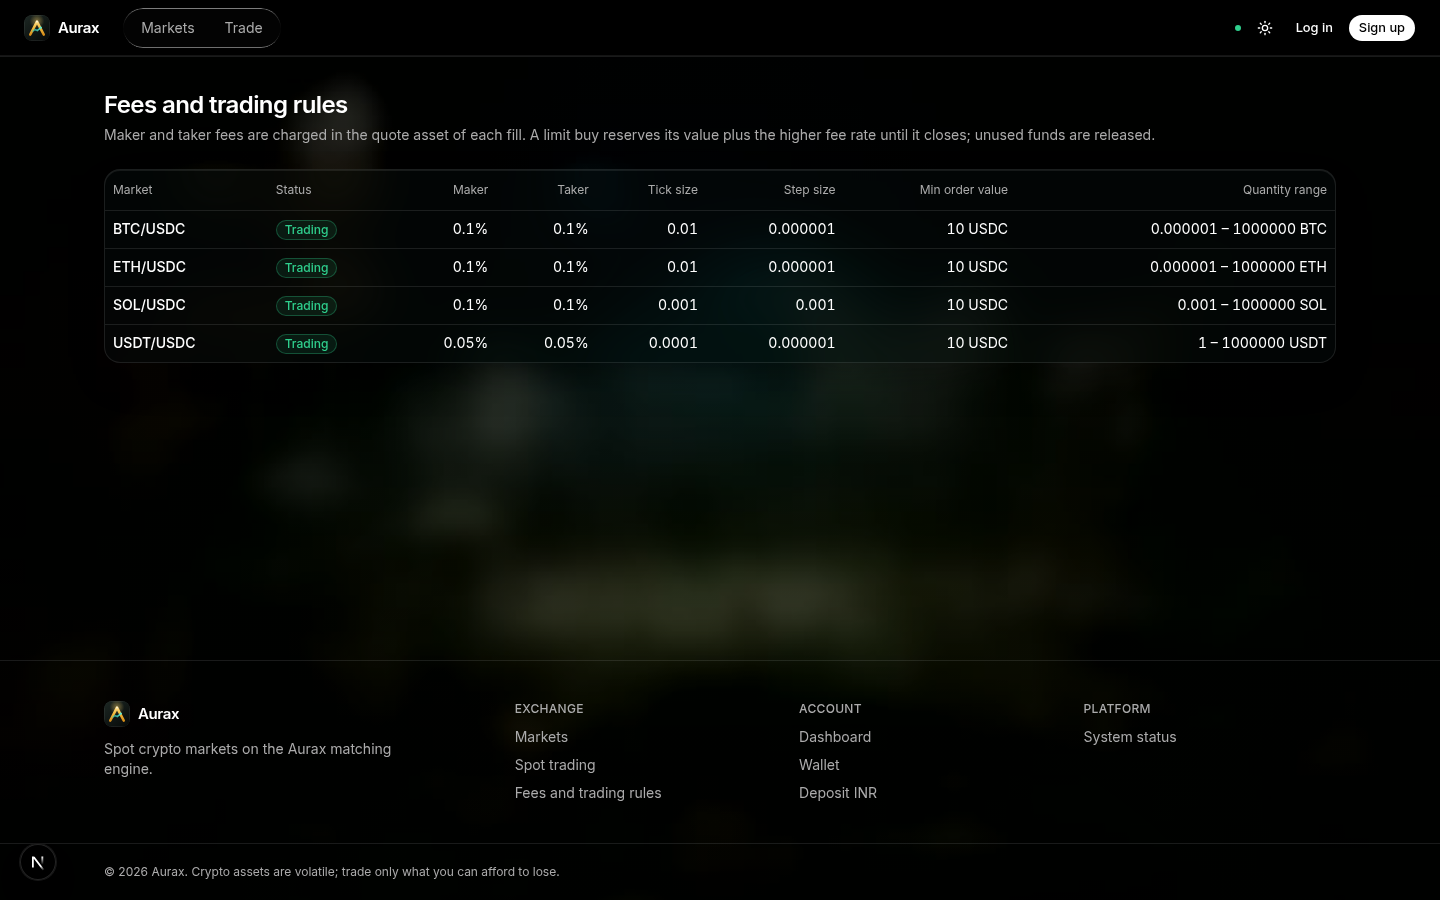 Aurax Markets Trade Log in Sign up
Fees and trading rules
Maker and taker fees are charged in the quote asset of each fill. A limit buy reserves its value plus the higher fee rate until it closes; unused funds are released.
Market Status Maker Taker Tick size Step size Min order value Quantity range
BTC/USDC Trading 0.1% 0.1% 0.01 0.000001 10 USDC 0.000001 – 1000000 BTC
ETH/USDC Trading 0.1% 0.1% 0.01 0.000001 10 USDC 0.000001 – 1000000 ETH
SOL/USDC Trading 0.1% 0.1% 0.001 0.001 10 USDC 0.001 – 1000000 SOL
USDT/USDC Trading 0.05% 0.05% 0.0001 0.000001 10 USDC 1 – 1000000 USDT
Aurax
Spot crypto markets on the Aurax matching
engine.
EXCHANGE
Markets
Spot trading
Fees and trading rules
ACCOUNT
Dashboard
Wallet
Deposit INR
PLATFORM
System status
N
© 2026 Aurax. Crypto assets are volatile; trade only what you can afford to lose.